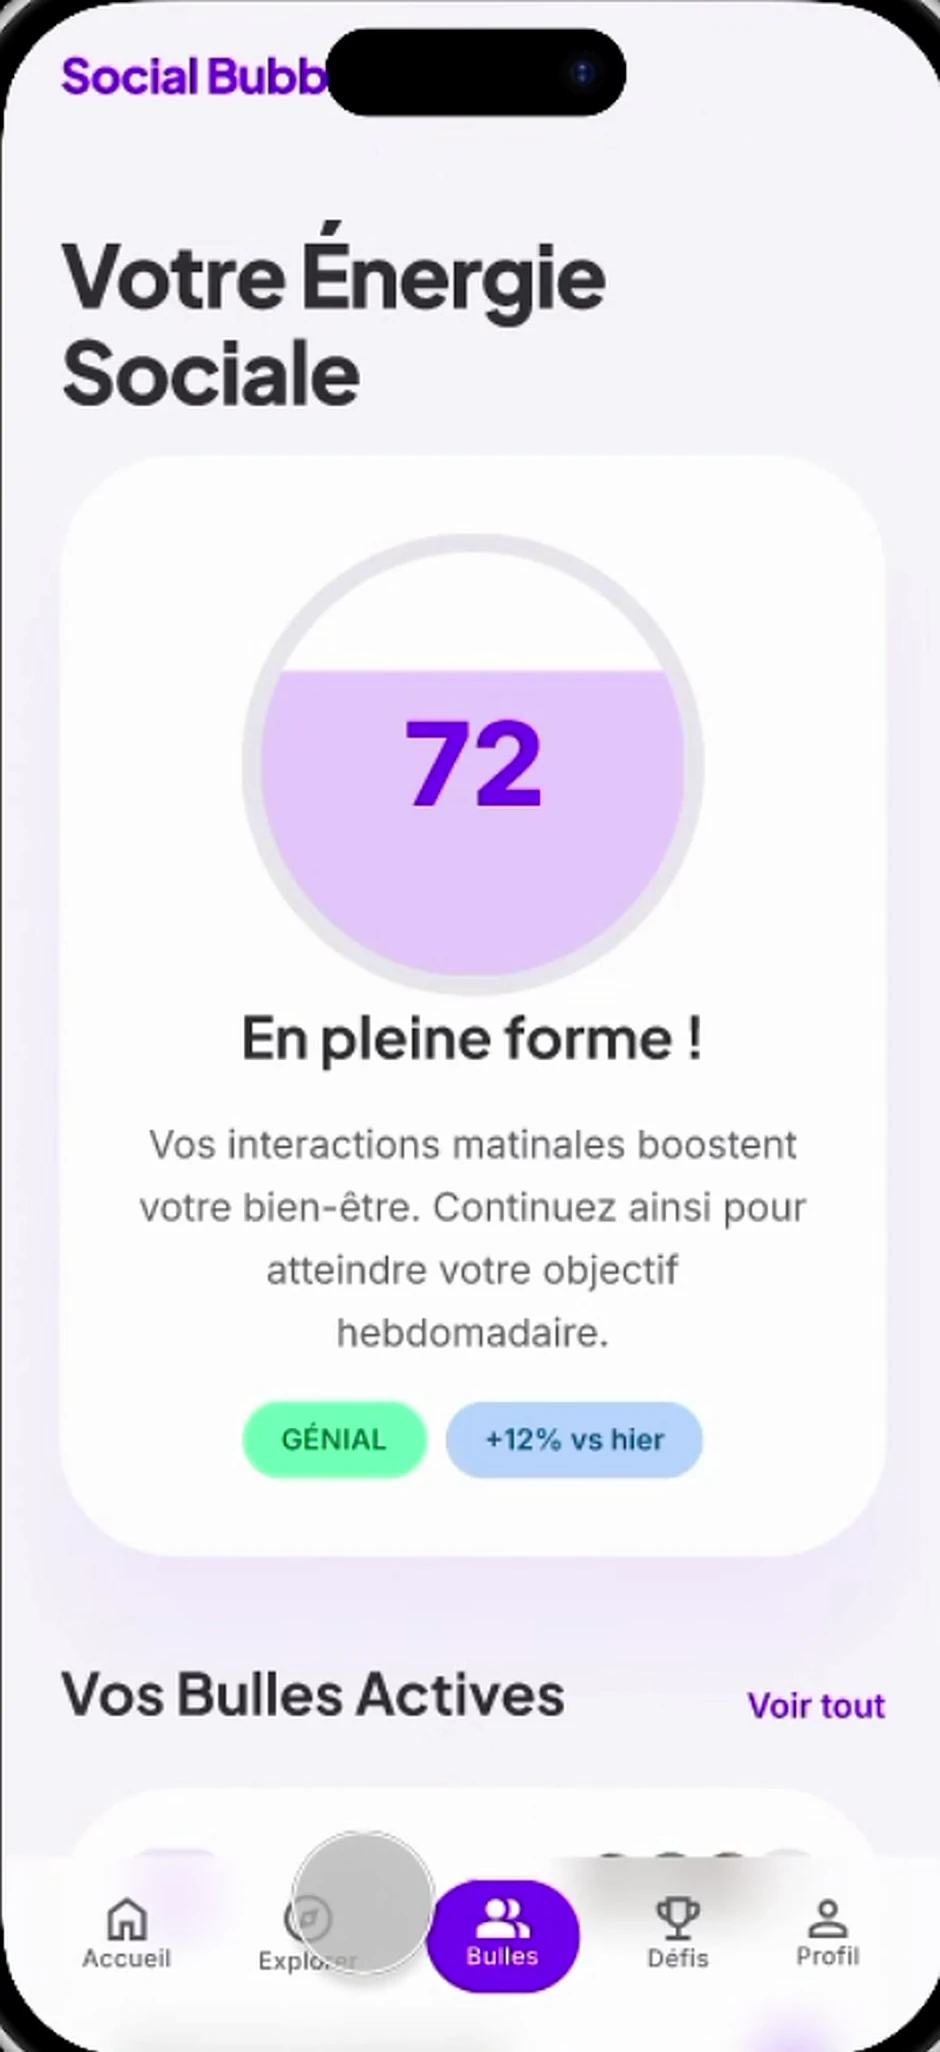 Social Bubb
Votre Énergie
Sociale
72
En pleine forme !
Vos interactions matinales boostent
votre bien-être. Continuez ainsi pour
atteindre votre objectif
hebdomadaire.
GÉNIAL
+12% vs hier
Vos Bulles Actives
Voir tout
Accueil
Explorer
Bulles
Défis
Profil